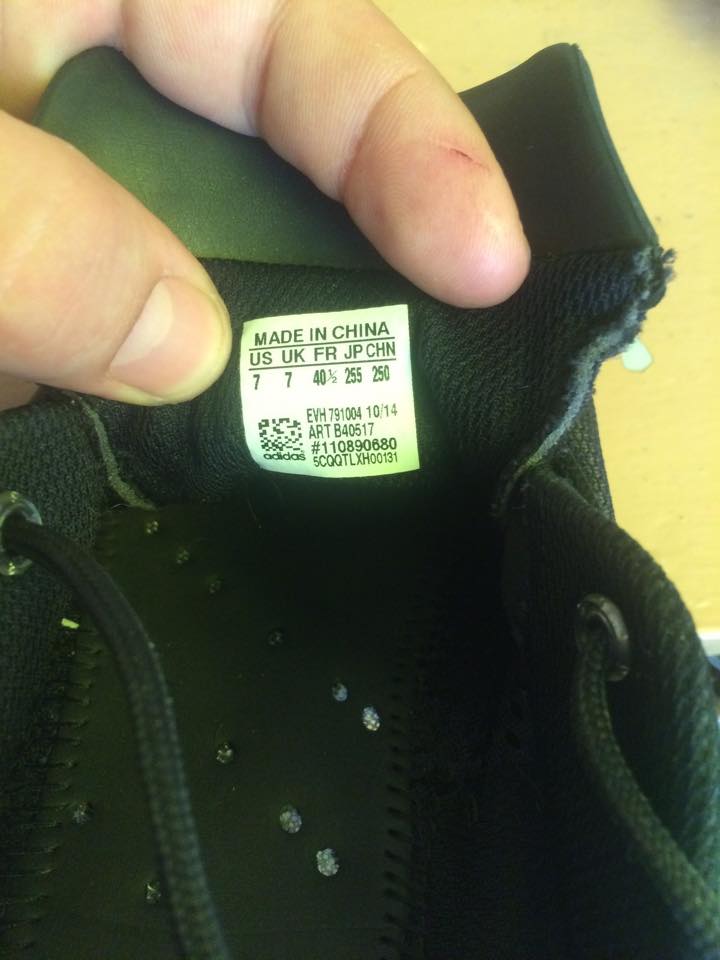 MADE IN CHINA
US UK FR JP CHN
7 7 40½ 255 250
EVH 791004 10/14
ART B40517
#110890680
adidas 5CQQTLXH00131